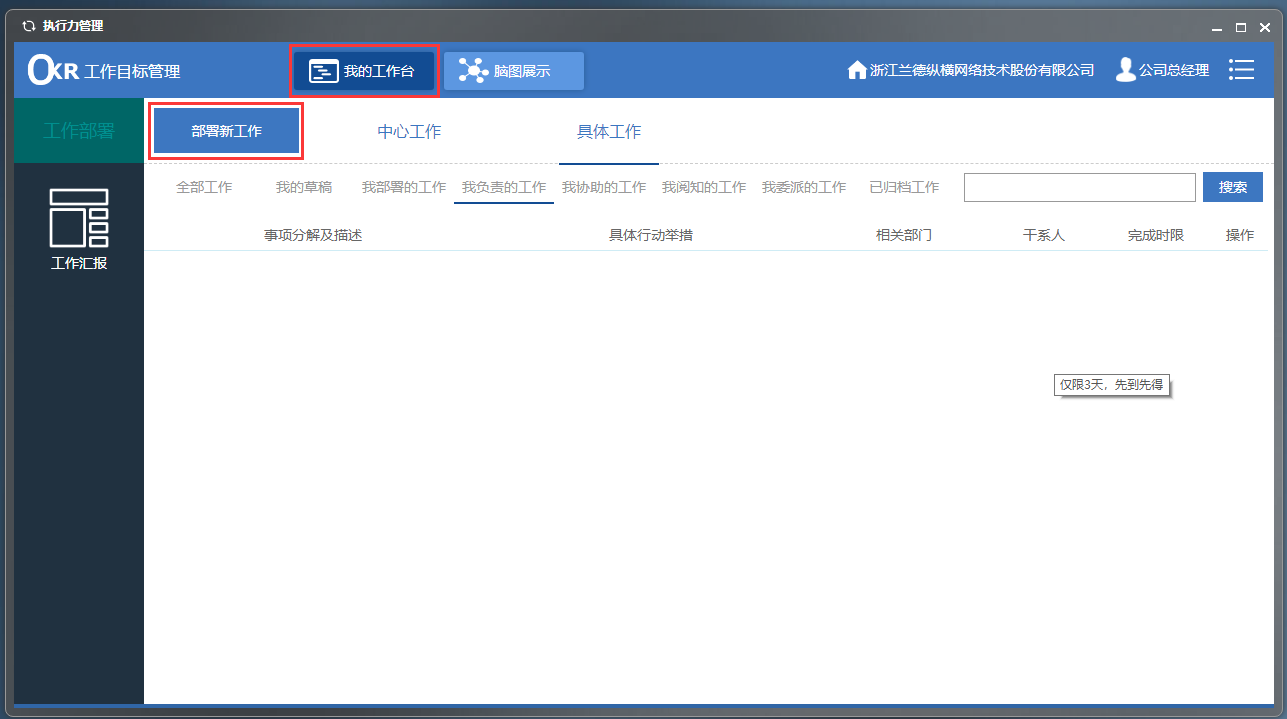 执行力管理
OKR 工作目标管理
我的工作台
脑图展示
浙江兰德纵横网络技术股份有限公司
公司总经理
工作部署
部署新工作
中心工作
具体工作
全部工作
我的草稿
我部署的工作
我负责的工作
我协助的工作
我阅知的工作
我委派的工作
已归档工作
搜索
工作汇报
事项分解及描述
具体行动举措
相关部门
干系人
完成时限
操作
仅限3天，先到先得